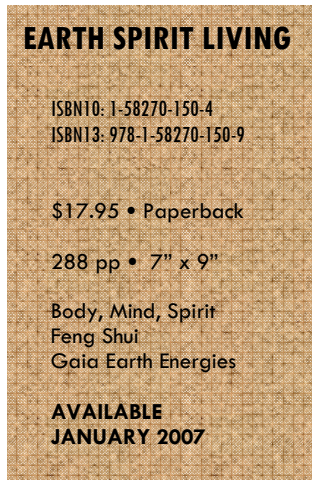 EARTH SPIRIT LIVING
ISBN10: 1-58270-150-4
ISBN13: 978-1-58270-150-9
$17.95 • Paperback
288 pp • 7” x 9”
Body, Mind, Spirit
Feng Shui
Gaia Earth Energies
AVAILABLE
JANUARY 2007